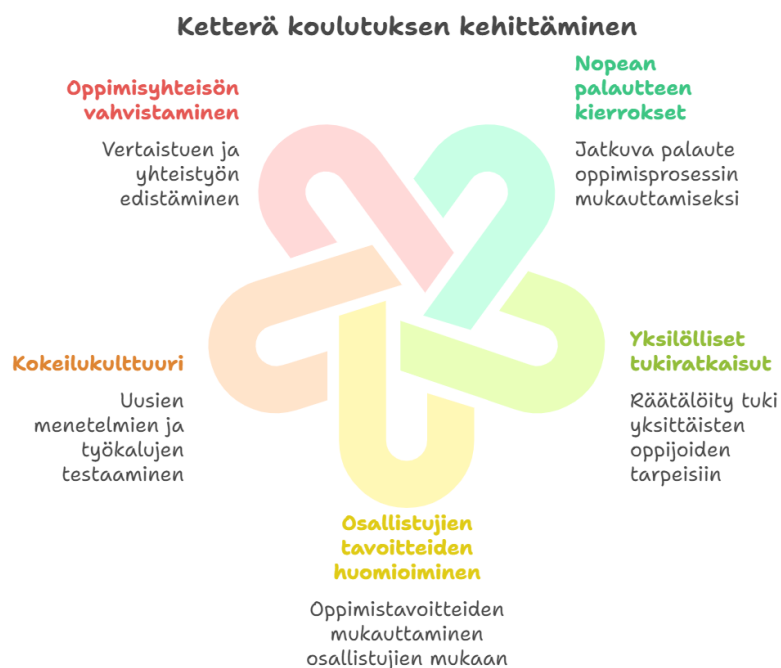 Ketterä koulutuksen kehittäminen
Oppimisyhteisön
vahvistaminen
Vertaistuen ja
yhteistyön
edistäminen
Nopean
palautteen
kierrokset
Jatkuva palaute
oppimisprosessin
mukauttamiseksi
Kokeilukulttuuri
Uusien
menetelmien ja
työkalujen
testaaminen
Yksilölliset
tukiratkaisut
Räätälöity tuki
yksittäisten
oppijoiden
tarpeisiin
Osallistujien
tavoitteiden
huomioiminen
Oppimistavoitteiden
mukauttaminen
osallistujien mukaan